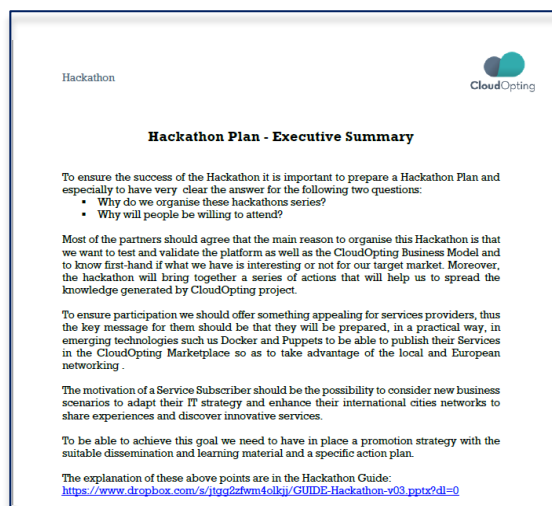 Hackathon
CloudOpting
Hackathon Plan - Executive Summary
To ensure the success of the Hackathon it is important to prepare a Hackathon Plan and
especially to have very clear the answer for the following two questions:
▪ Why do we organise these hackathons series?
▪ Why will people be willing to attend?
Most of the partners should agree that the main reason to organise this Hackathon is that
we want to test and validate the platform as well as the CloudOpting Business Model and
to know first-hand if what we have is interesting or not for our target market. Moreover,
the hackathon will bring together a series of actions that will help us to spread the
knowledge generated by CloudOpting project.
To ensure participation we should offer something appealing for services providers, thus
the key message for them should be that they will be prepared, in a practical way, in
emerging technologies such us Docker and Puppets to be able to publish their Services
in the CloudOpting Marketplace so as to take advantage of the local and European
networking .
The motivation of a Service Subscriber should be the possibility to consider new business
scenarios to adapt their IT strategy and enhance their international cities networks to
share experiences and discover innovative services.
To be able to achieve this goal we need to have in place a promotion strategy with the
suitable dissemination and learning material and a specific action plan.
The explanation of these above points are in the Hackathon Guide:
https://www.dropbox.com/s/jtgg2zfwm4olkjj/GUIDE-Hackathon-v03.pptx?dl=0